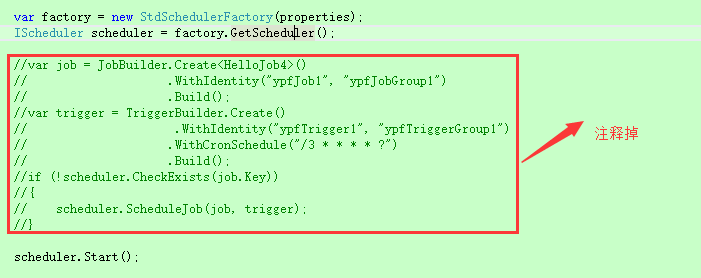 var factory = new StdSchedulerFactory(properties);
IScheduler scheduler = factory.GetScheduler();
//var job = JobBuilder.Create<HelloJob4>()
//                 .WithIdentity("ypfJob1", "ypfJobGroup1")
//                 .Build();
//var trigger = TriggerBuilder.Create()
//                  .WithIdentity("ypfTrigger1", "ypfTriggerGroup1")
//                 .WithCronSchedule("/3 * * * * ?")
//                 .Build();
//if (!scheduler.CheckExists(job.Key))
//{
//    scheduler.ScheduleJob(job, trigger);
//}
注释掉
scheduler.Start();